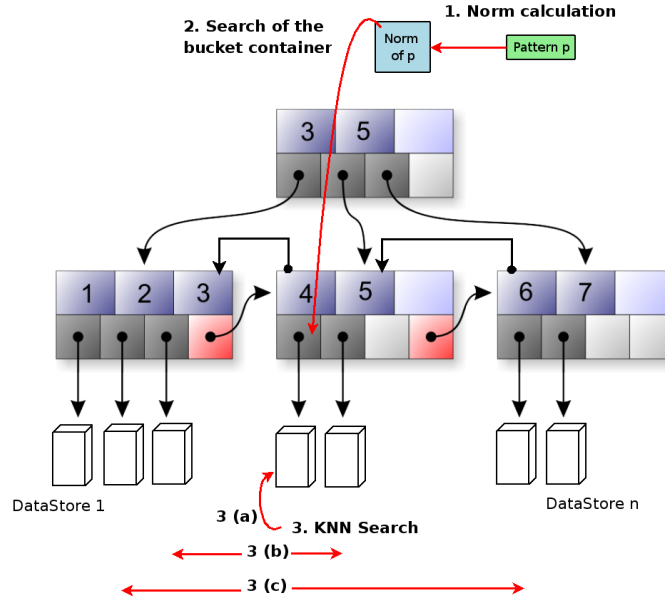 1. Norm calculation
2. Search of the
bucket container
Norm
of p
Pattern p
3 5
1 2 3
4 5
6 7
DataStore 1
DataStore n
3 (a)
3. KNN Search
3 (b)
3 (c)